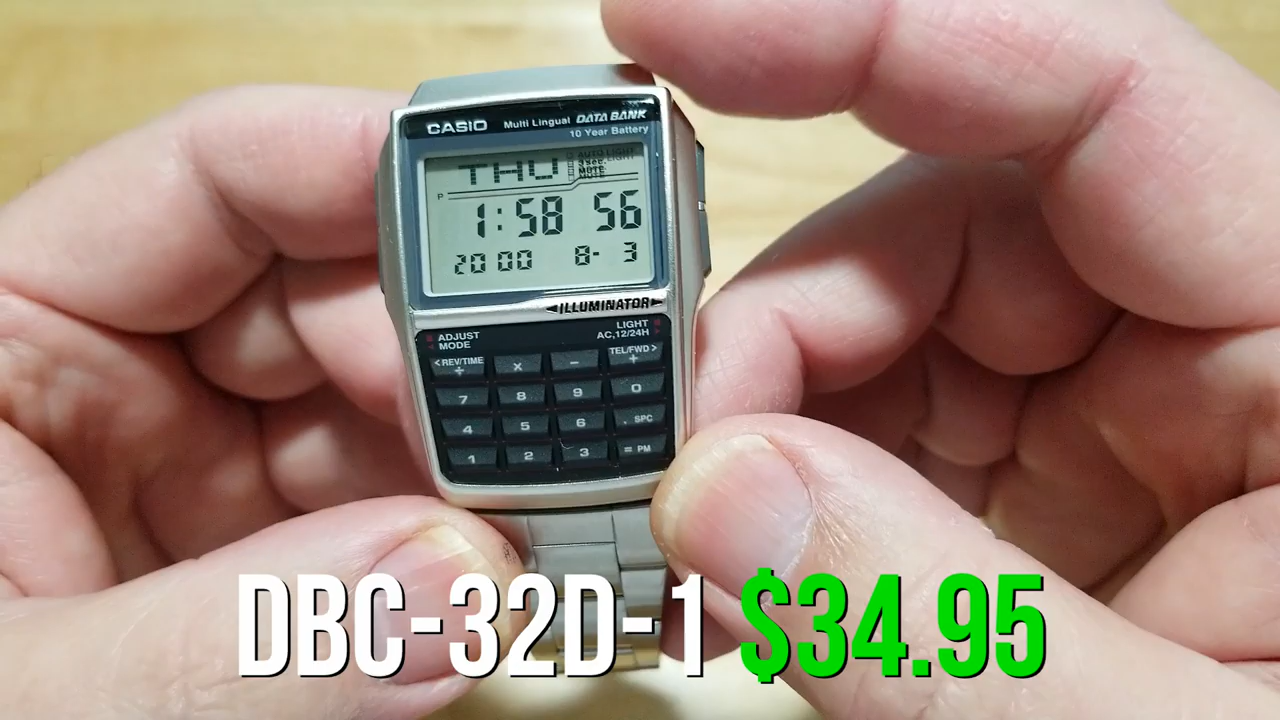 CASIO Multi Lingual DATA BANK
10 Year Battery
THU
P
1:58 56
2000 8- 3
ILLUMINATOR
ADJUST
MODE
LIGHT
AC,12/24H
<REV/TIME
TEL/FWD >
÷ × − +
7 8 9 0
4 5 6 . SPC
1 2 3 = PM
DBC-32D-1 $34.95